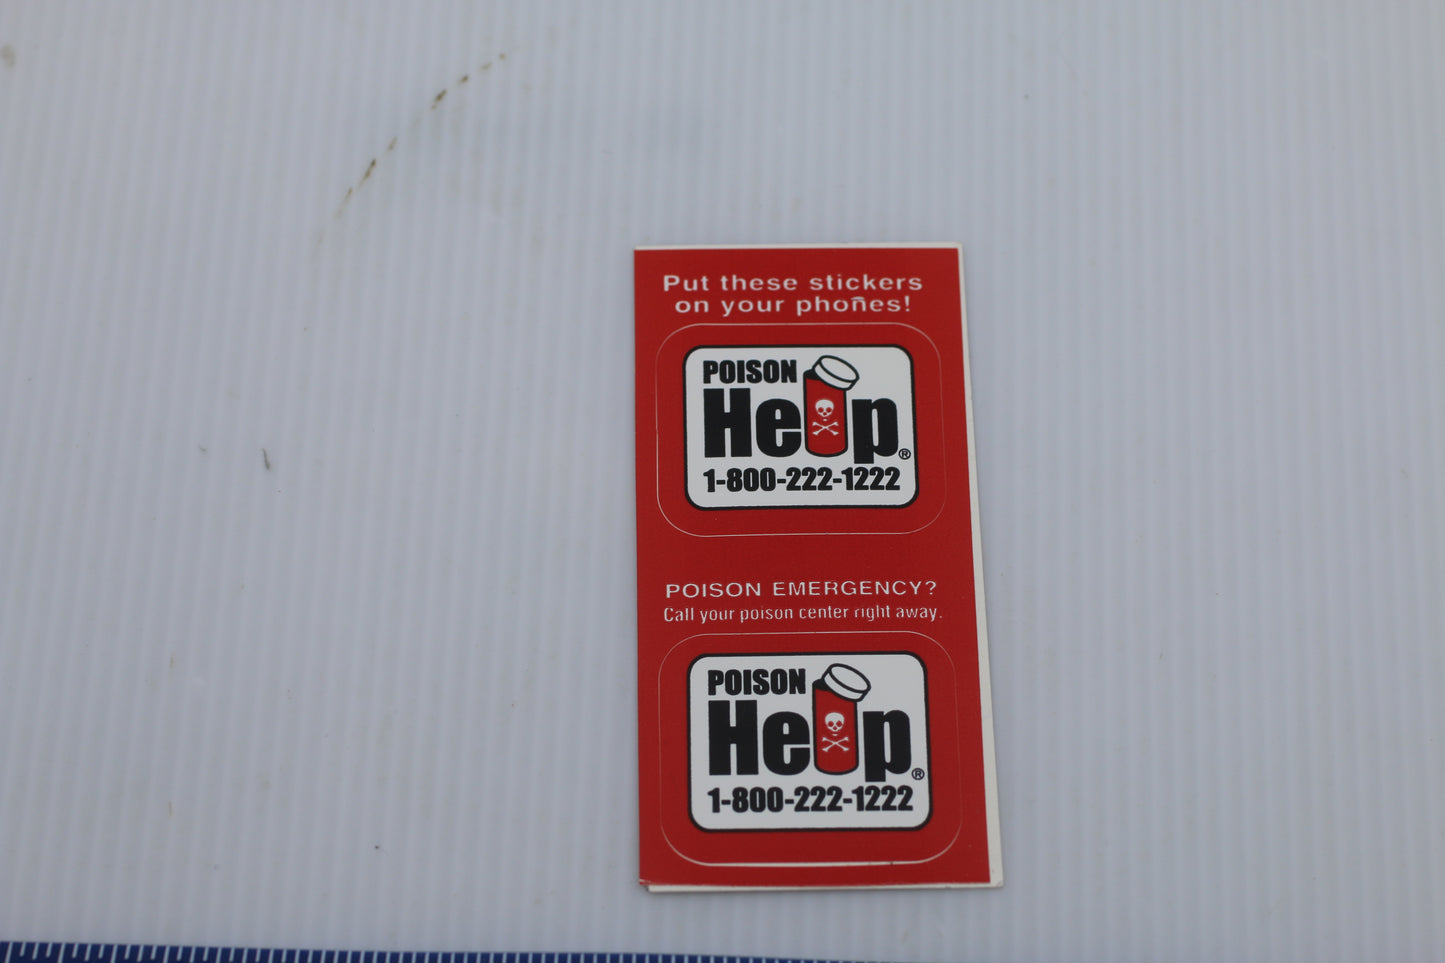 Put these stickers
on your phones!
POISON
Help®
1-800-222-1222
POISON EMERGENCY?
Call your poison center right away.
POISON
Help®
1-800-222-1222